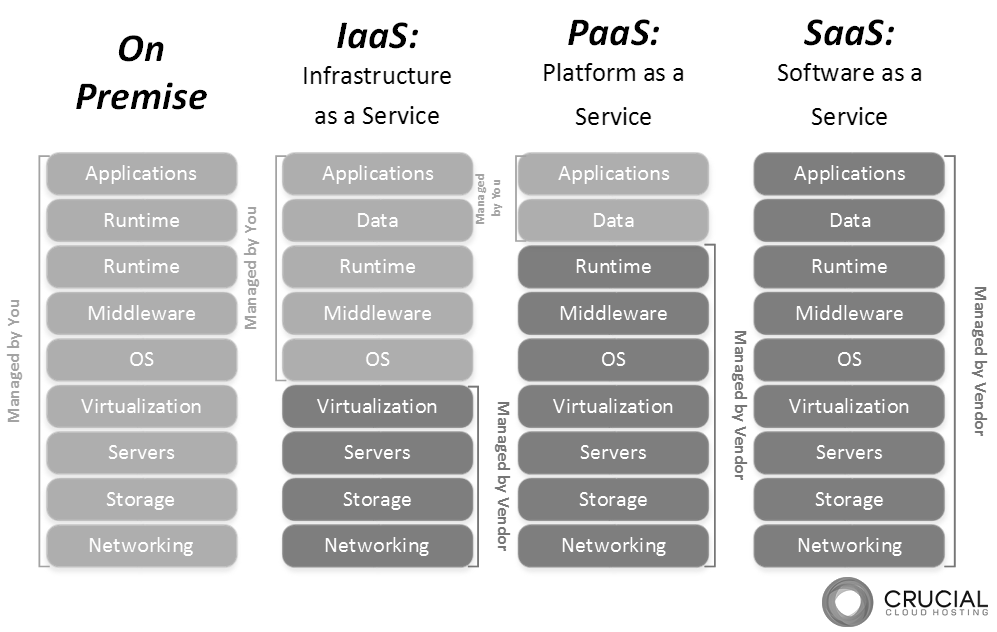 On
Premise
IaaS:
Infrastructure
as a Service
PaaS:
Platform as a
Service
SaaS:
Software as a
Service
Managed by You
Applications
Runtime
Runtime
Middleware
OS
Virtualization
Servers
Storage
Networking
Managed by You
Applications
Data
Runtime
Middleware
OS
Virtualization
Servers
Storage
Networking
Managed by Vendor
Managed
by You
Applications
Data
Runtime
Middleware
OS
Virtualization
Servers
Storage
Networking
Managed by Vendor
Applications
Data
Runtime
Middleware
OS
Virtualization
Servers
Storage
Networking
Managed by Vendor
CRUCIAL
CLOUD HOSTING